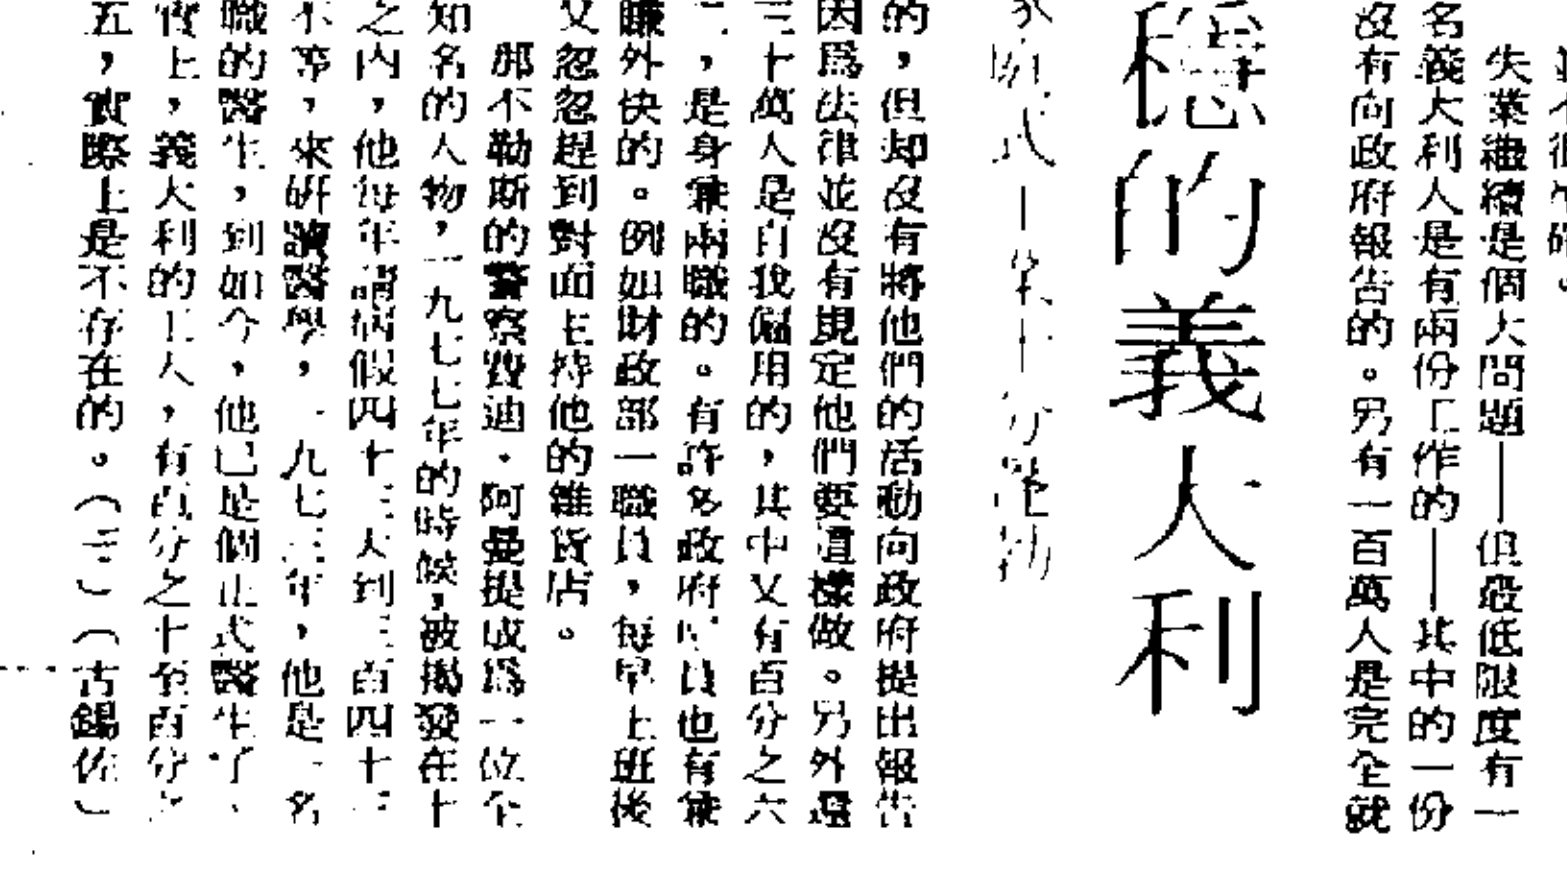 失業繼續是個大問題——但最低限度有一
名義大利人是有兩份工作的——其中的一份
沒有向政府報告的。另有一百萬人是完全就
穩的義大利
的，但却沒有將他們的活動向政府提出報告
因爲法律並沒有規定他們要這樣做。另外還
三十萬人是自我僱用的，其中又有百分之六
，是身兼兩職的。有許多政府官員也有兼
賺外快的。例如財政部一職員，每早上班後
又忽忽趕到對面主持他的雜貨店。
那不勒斯的警察毀迪・阿曼提成爲一位全
知名的人物，一九七七年的時候，被揭發在十
之內，他每年請病假四十三天到三百四十三
不等，來研讀醫學，一九七三年，他是一名
職的醫生，到如今，他已是個正式醫生了、
實上，義大利的工人，有百分之十至百分之
五，實際上是不存在的。（三）（古錫佐）